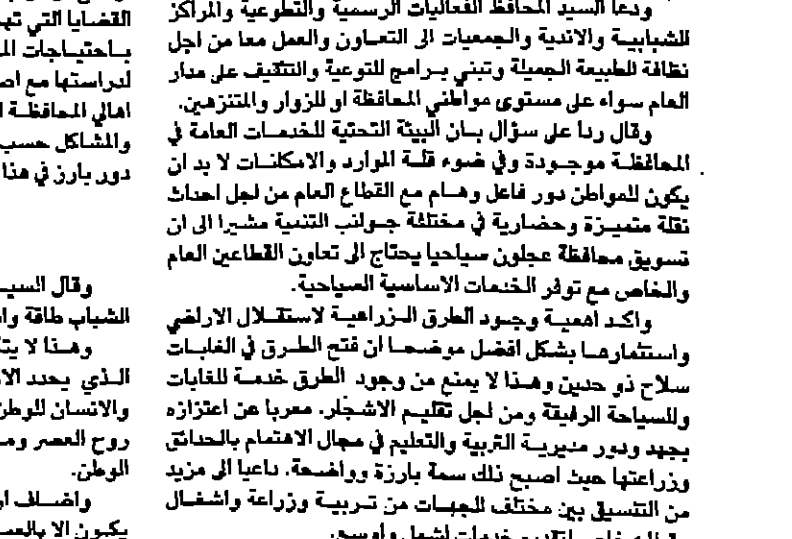 ودعا السيد المحافظ الفعاليات الرسمية والتطوعية والمراكز
الشبابية والاندية والجمعيات الى التعاون والعمل معا من اجل
نظافة الطبيعة الجميلة وتبني برامج للتوعية والتثقيف على مدار
العام سواء على مستوى مواطني المحافظة او للزوار والمتنزهين.
وقال ردا على سؤال بان البيئة التحتية للخدمات العامة في
المحافظة موجودة وفي ضوء قلة الموارد والامكانات لا بد ان
يكون للمواطن دور فاعل وهام مع القطاع العام من اجل احداث
نقلة متميزة وحضارية في مختلفة جوانب التنمية مشيرا الى ان
تسويق محافظة عجلون سياحيا يحتاج الى تعاون القطاعين العام
والخاص مع توفر الخدمات الاساسية السياحية.
واكد اهمية وجود الطرق الزراعية لاستقلال الاراضي
واستثمارها بشكل افضل موضحا ان فتح الطرق في الغابات
سلاح ذو حدين وهذا لا يمنع من وجود الطرق خدمة للغابات
وللسياحة الرفيقة ومن اجل تقليم الاشجار. معربا عن اعتزازه
بجهد ودور مديرية التربية والتعليم في مجال الاهتمام بالحدائق
وزراعتها حيث اصبح ذلك سمة بارزة وواضحة. داعيا الى مزيد
من التنسيق بين مختلف الجهات من تربية وزراعة واشغال
لتقديم خدمات اشمل وأوسع.
القضايا التي
باحتياجات
لدراستها مع
اهالي المحافظة
والمشاكل حسب
دور بارز في هذا
وقال
الشباب طاقة
وهذا لا
الذي يحدد
والانسان للوطن
روح العصر
الوطن.
واضاف
يكون الا